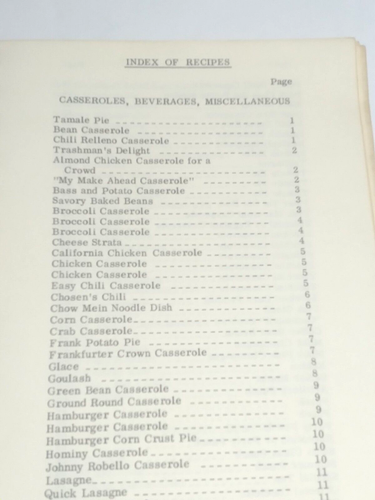 INDEX OF RECIPES
Page
CASSEROLES, BEVERAGES, MISCELLANEOUS
Tamale Pie 1
Bean Casserole 1
Chili Relleno Casserole 1
Trashman's Delight 2
Almond Chicken Casserole for a
Crowd 2
"My Make Ahead Casserole" 2
Bass and Potato Casserole 3
Savory Baked Beans 3
Broccoli Casserole 3
Broccoli Casserole 4
Broccoli Casserole 4
Cheese Strata 4
California Chicken Casserole 5
Chicken Casserole 5
Chicken Casserole 5
Easy Chili Casserole 5
Chosen's Chili 6
Chow Mein Noodle Dish 6
Corn Casserole 7
Crab Casserole 7
Frank Potato Pie 7
Frankfurter Crown Casserole 7
Glace 8
Goulash 8
Green Bean Casserole 9
Ground Round Casserole 9
Hamburger Casserole 9
Hamburger Casserole 10
Hamburger Corn Crust Pie 10
Hominy Casserole 10
Johnny Robello Casserole 10
Lasagne 11
Quick Lasagne 11